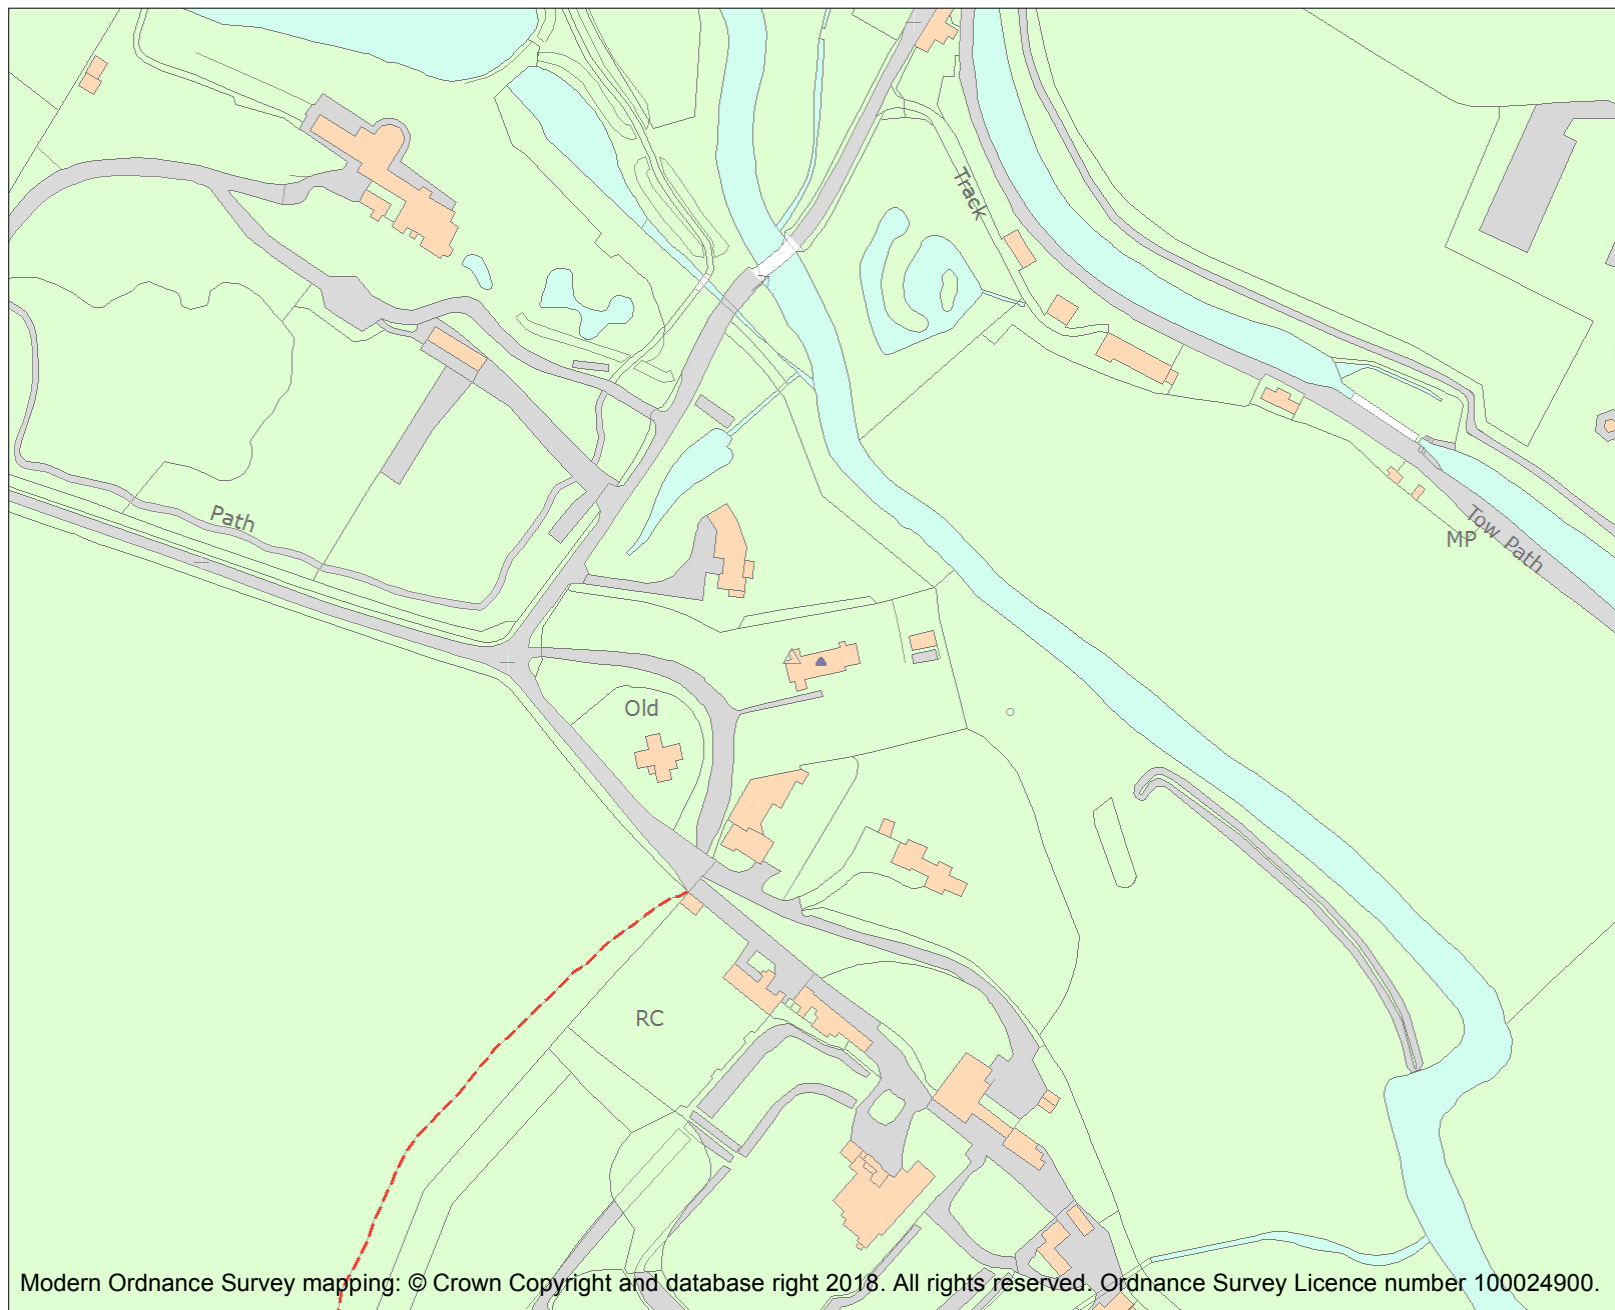 Track
Path
Tow Path
MP
Old
RC
Modern Ordnance Survey mapping: © Crown Copyright and database right 2018. All rights reserved. Ordnance Survey Licence number 100024900.